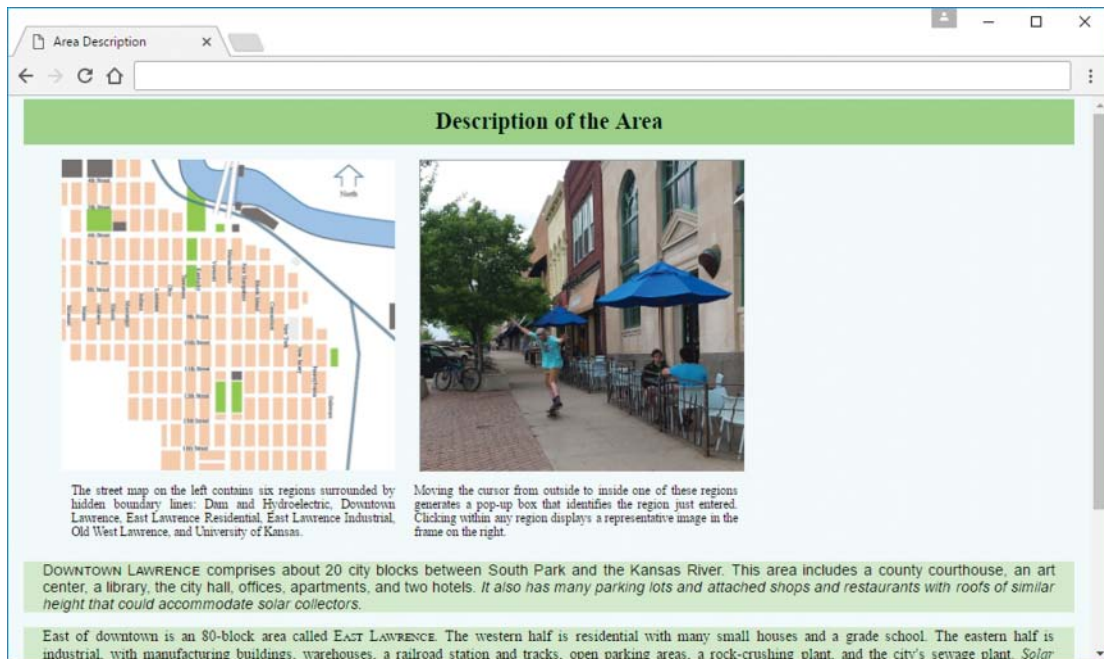 Area Description
Description of the Area
North
The street map on the left contains six regions surrounded by
hidden boundary lines: Dam and Hydroelectric, Downtown
Lawrence, East Lawrence Residential, East Lawrence Industrial,
Old West Lawrence, and University of Kansas.
Moving the cursor from outside to inside one of these regions
generates a pop-up box that identifies the region just entered.
Clicking within any region displays a representative image in the
frame on the right.
DOWNTOWN LAWRENCE comprises about 20 city blocks between South Park and the Kansas River. This area includes a county courthouse, an art
center, a library, the city hall, offices, apartments, and two hotels. It also has many parking lots and attached shops and restaurants with roofs of similar
height that could accommodate solar collectors.
East of downtown is an 80-block area called EAST LAWRENCE. The western half is residential with many small houses and a grade school. The eastern half is
industrial, with manufacturing buildings, warehouses, a railroad station and tracks, open parking areas, a rock-crushing plant, and the city's sewage plant. Solar